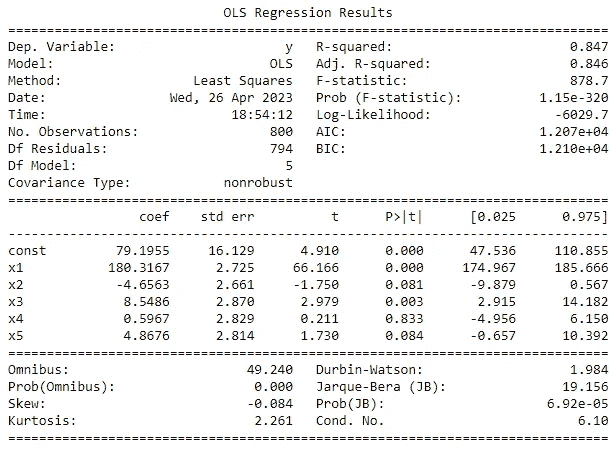 OLS Regression Results
==============================================================================
Dep. Variable: y R-squared: 0.847
Model: OLS Adj. R-squared: 0.846
Method: Least Squares F-statistic: 878.7
Date: Wed, 26 Apr 2023 Prob (F-statistic): 1.15e-320
Time: 18:54:12 Log-Likelihood: -6029.7
No. Observations: 800 AIC: 1.207e+04
Df Residuals: 794 BIC: 1.210e+04
Df Model: 5
Covariance Type: nonrobust
==============================================================================
coef std err t P>|t| [0.025 0.975]
------------------------------------------------------------------------------
const 79.1955 16.129 4.910 0.000 47.536 110.855
x1 180.3167 2.725 66.166 0.000 174.967 185.666
x2 -4.6563 2.661 -1.750 0.081 -9.879 0.567
x3 8.5486 2.870 2.979 0.003 2.915 14.182
x4 0.5967 2.829 0.211 0.833 -4.956 6.150
x5 4.8676 2.814 1.730 0.084 -0.657 10.392
==============================================================================
Omnibus: 49.240 Durbin-Watson: 1.984
Prob(Omnibus): 0.000 Jarque-Bera (JB): 19.156
Skew: -0.084 Prob(JB): 6.92e-05
Kurtosis: 2.261 Cond. No. 6.10
==============================================================================